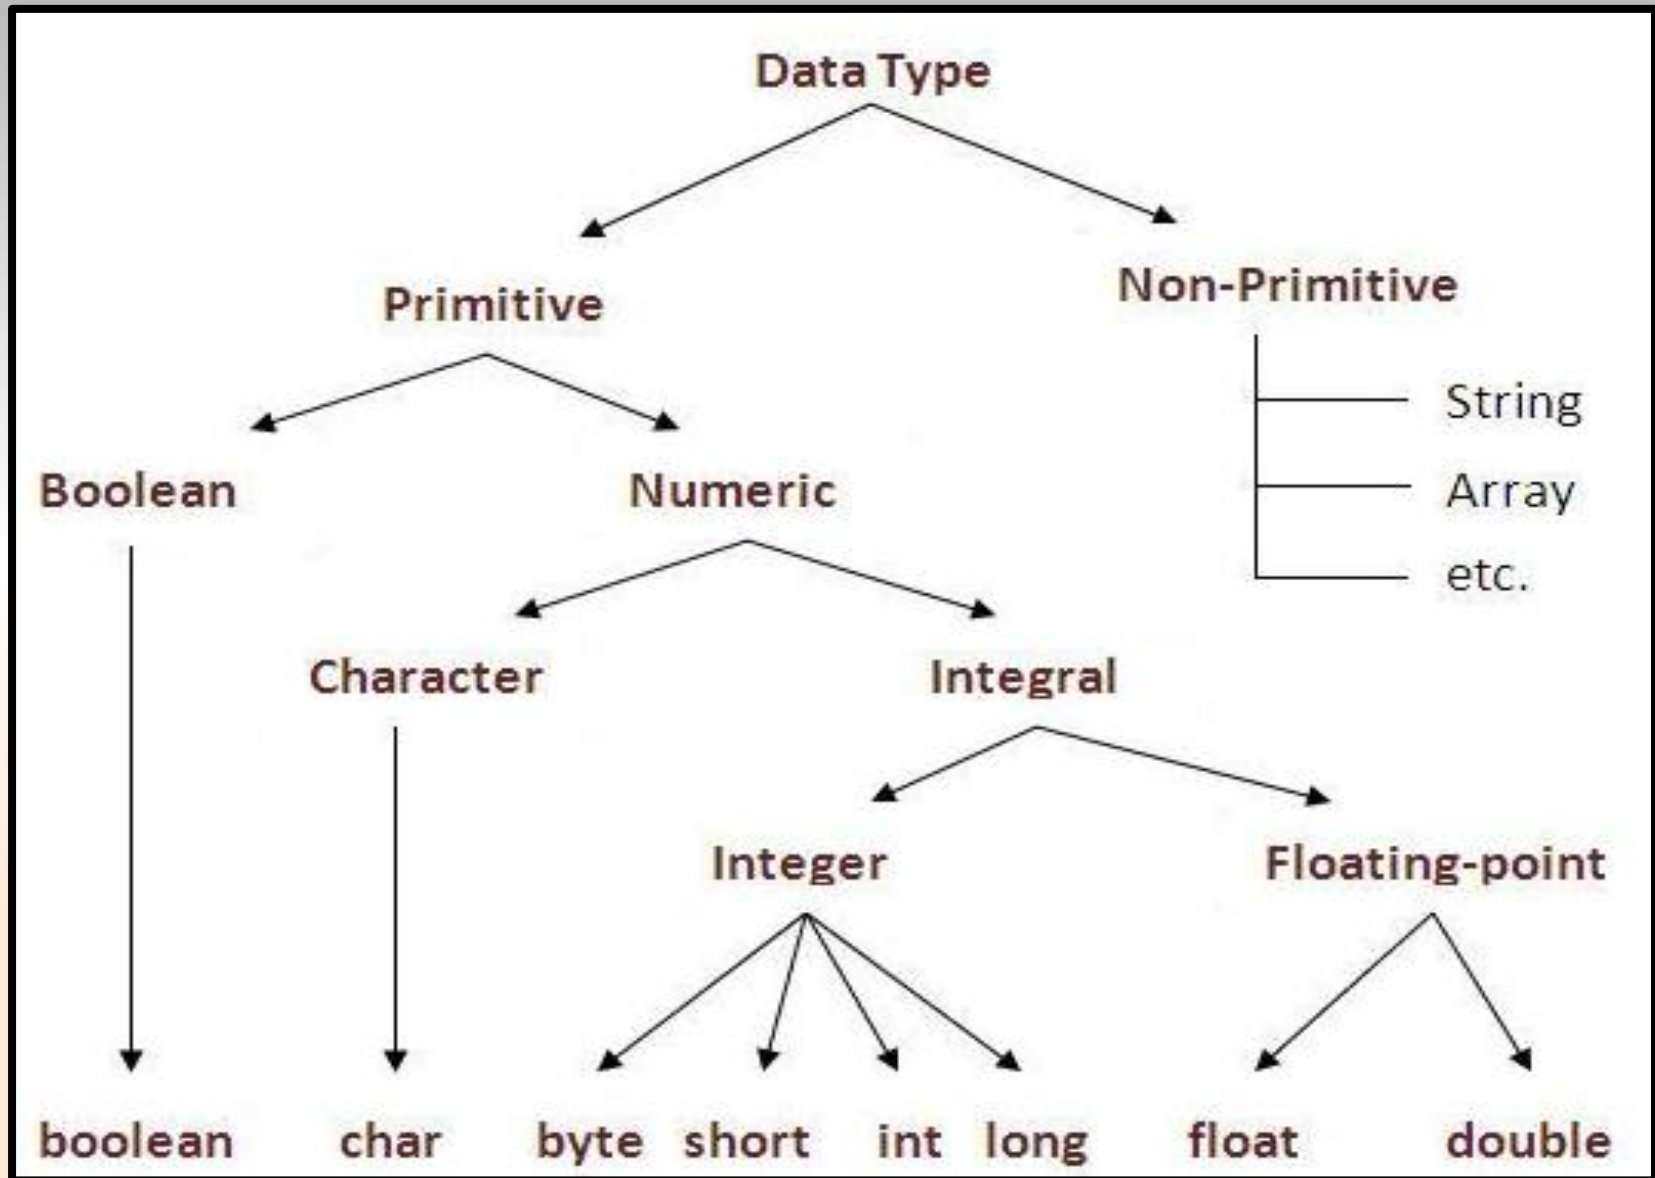 Data Type
Primitive
Non-Primitive
String
Array
etc.
Boolean
Numeric
Character
Integral
Integer
Floating-point
boolean char byte short int long float double